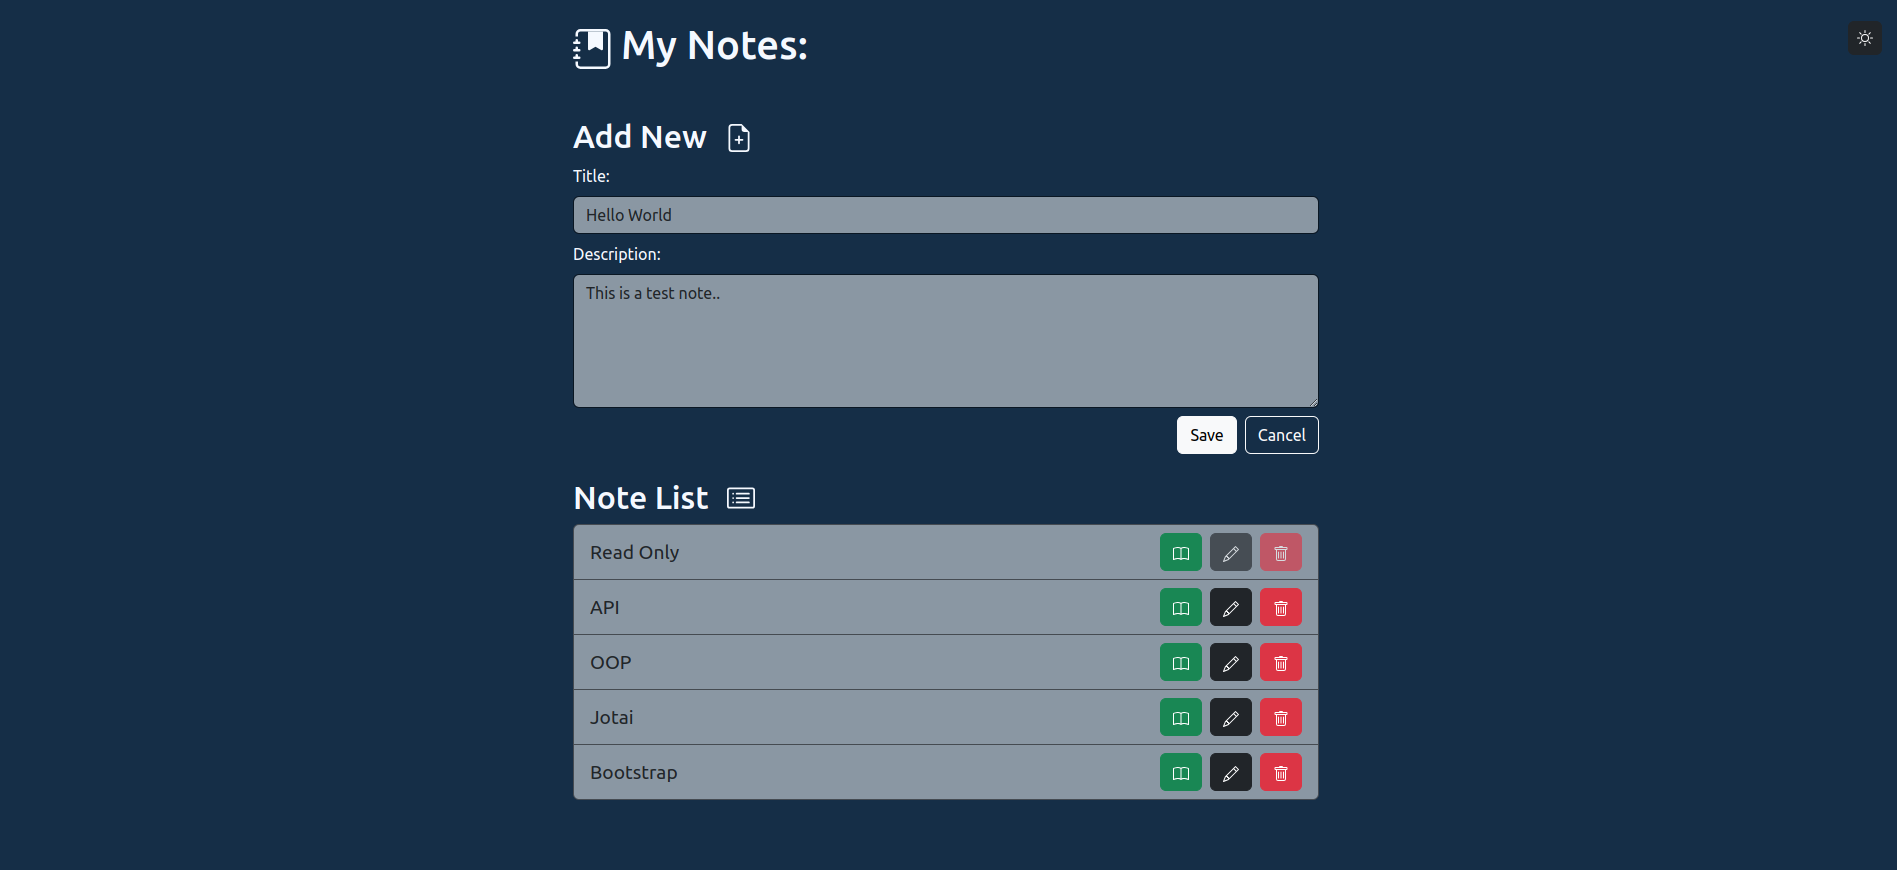 My Notes:
Add New
Title:
Hello World
Description:
This is a test note..
Save Cancel
Note List
Read Only
API
OOP
Jotai
Bootstrap